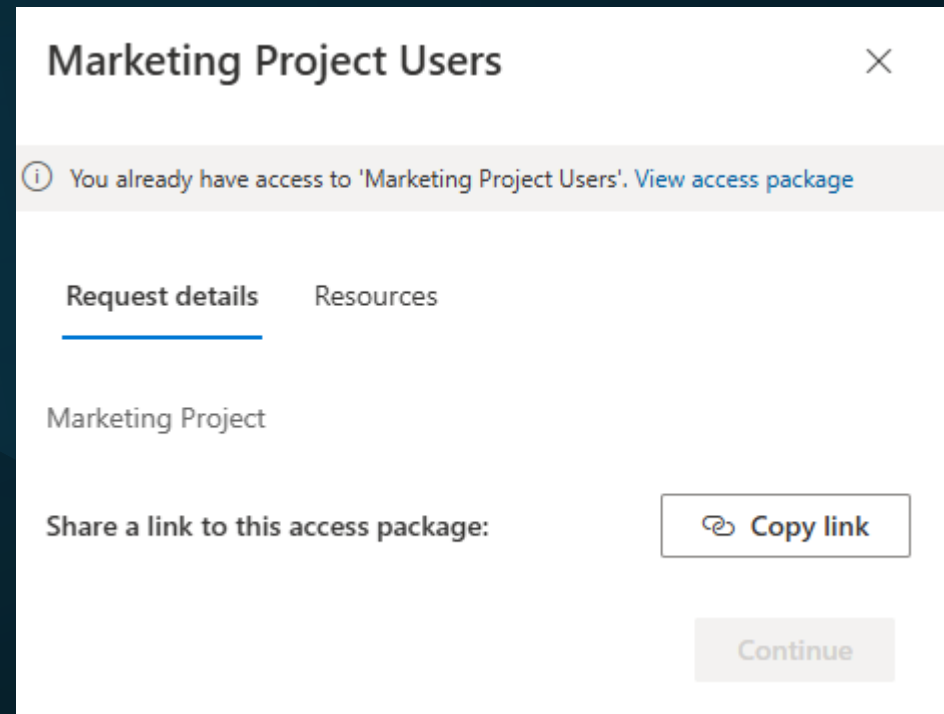 Marketing Project Users
You already have access to 'Marketing Project Users'. View access package
Request details
Resources
Marketing Project
Share a link to this access package:
Copy link
Continue